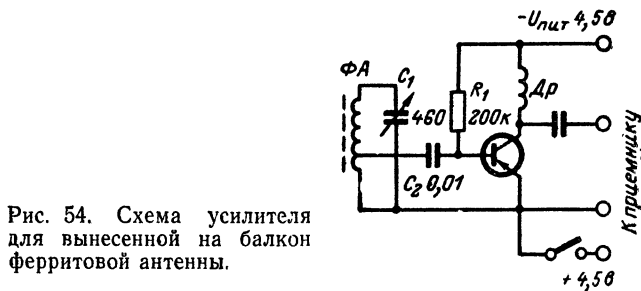 -Uпит 4,5в
ФА
C₁
460
R₁
200к
Др
C₂ 0,01
К приемнику
+4,5в
Рис. 54. Схема усилителя
для вынесенной на балкон
ферритовой антенны.